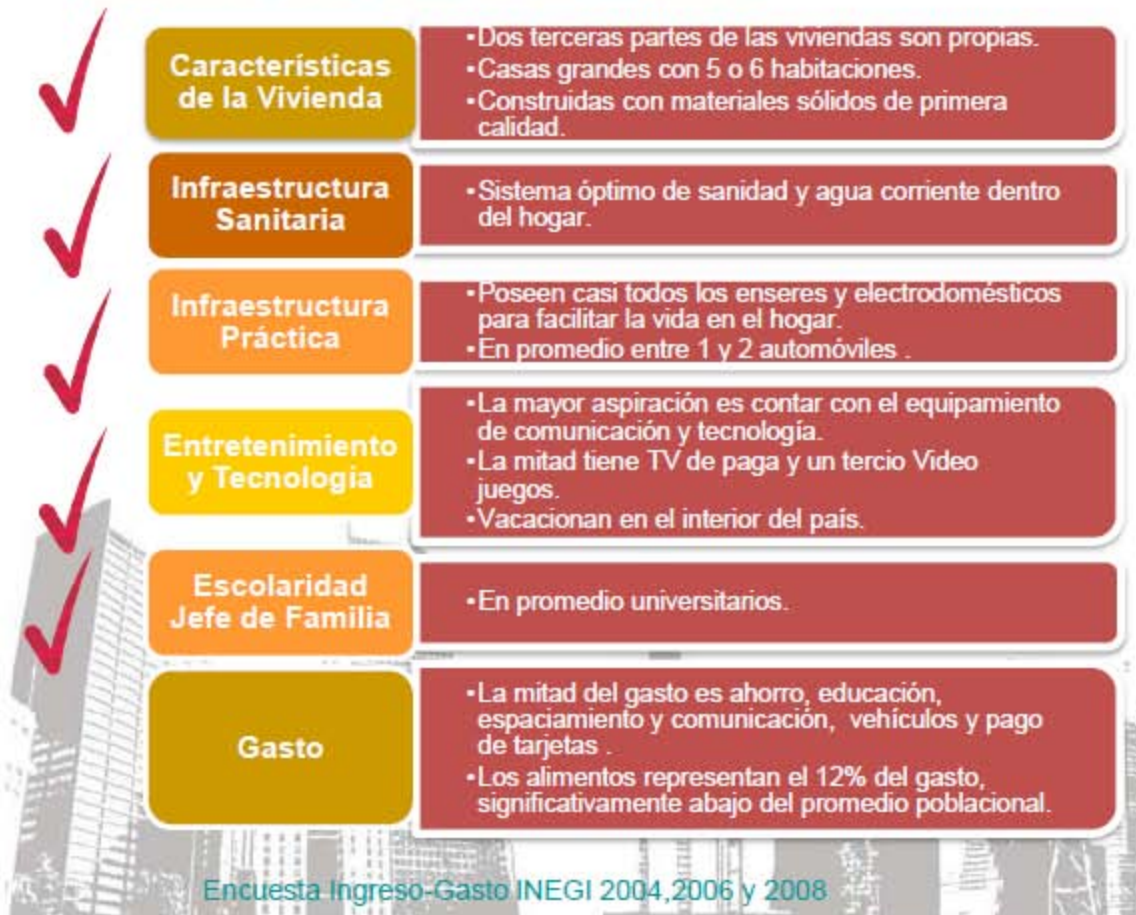 Características
de la Vivienda
•Dos terceras partes de las viviendas son propias.
•Casas grandes con 5 o 6 habitaciones.
•Construidas con materiales sólidos de primera
calidad.
Infraestructura
Sanitaria
•Sistema óptimo de sanidad y agua corriente dentro
del hogar.
Infraestructura
Práctica
•Poseen casi todos los enseres y electrodomésticos
para facilitar la vida en el hogar.
•En promedio entre 1 y 2 automóviles .
Entretenimiento
y Tecnología
•La mayor aspiración es contar con el equipamiento
de comunicación y tecnología.
•La mitad tiene TV de paga y un tercio Video
juegos.
•Vacacionan en el interior del país.
Escolaridad
Jefe de Familia
•En promedio universitarios.
Gasto
•La mitad del gasto es ahorro, educación,
espaciamiento y comunicación, vehículos y pago
de tarjetas .
•Los alimentos representan el 12% del gasto,
significativamente abajo del promedio poblacional.
Encuesta Ingreso-Gasto INEGI 2004,2006 y 2008